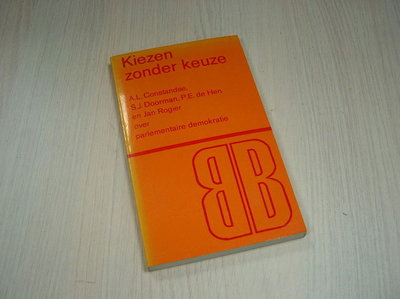 Kiezen
zonder keuze
A.L. Constandse,
S.J. Doorman, P.E. de Hen
en Jan Rogier
over
parlementaire demokratie
BB